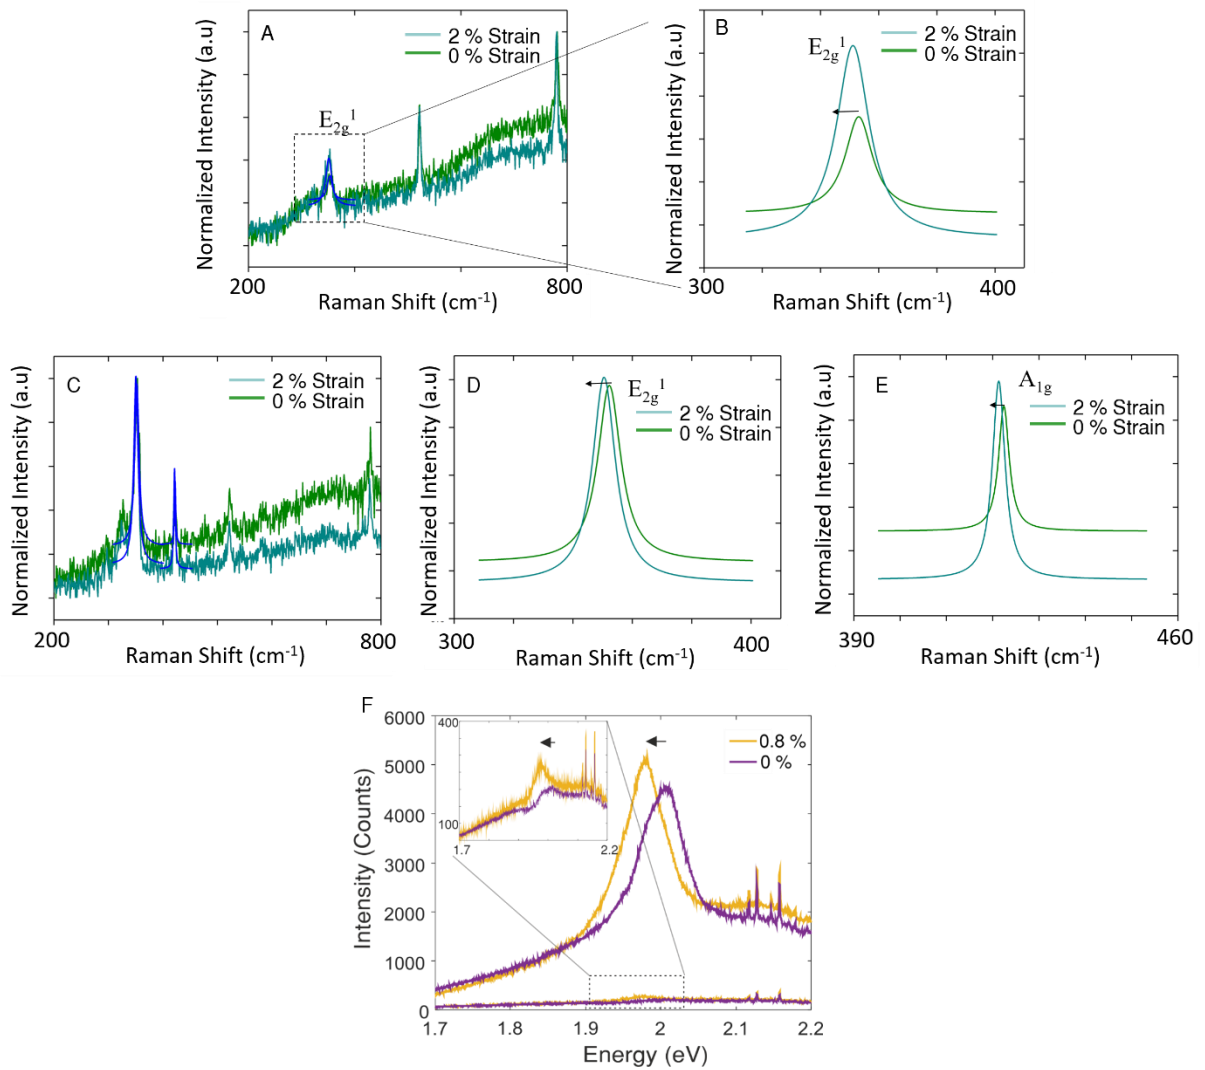 A
2 % Strain
0 % Strain
E2g1
Normalized Intensity (a.u)
200
800
Raman Shift (cm-1)
B
E2g1
2 % Strain
0 % Strain
Normalized Intensity (a.u)
300
400
Raman Shift (cm-1)
C
2 % Strain
0 % Strain
Normalized Intensity (a.u)
200
800
Raman Shift (cm-1)
D
E2g1
2 % Strain
0 % Strain
Normalized Intensity (a.u)
300
400
Raman Shift (cm-1)
E
A1g
2 % Strain
0 % Strain
Normalized Intensity (a.u)
390
460
Raman Shift (cm-1)
F
6000
5000
4000
3000
2000
1000
0
Intensity (Counts)
400
100
1.7
2.2
0.8 %
0 %
1.7
1.8
1.9
2
2.1
2.2
Energy (eV)